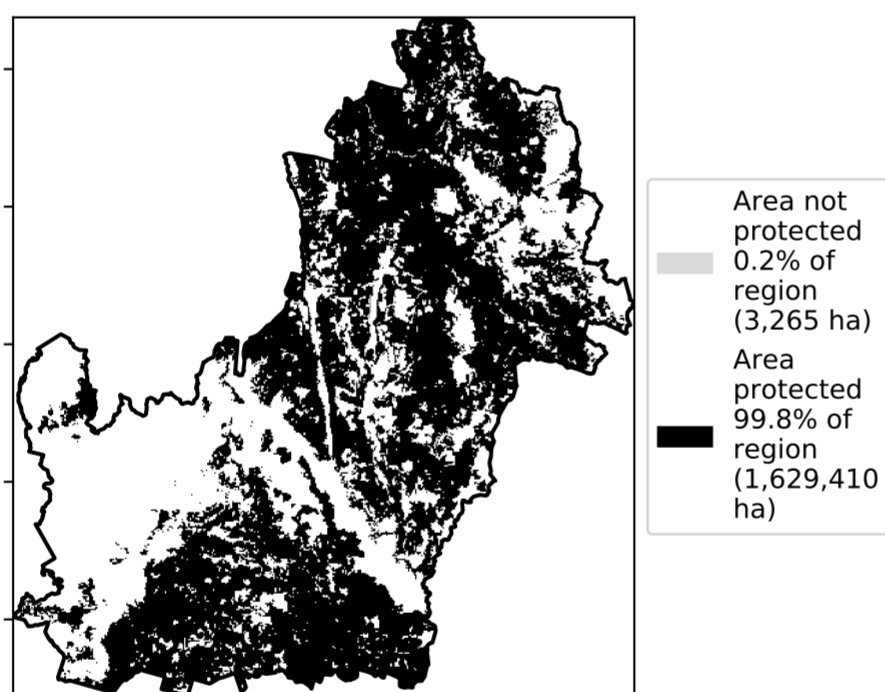 Area not
protected
0.2% of
region
(3,265 ha)
Area
protected
99.8% of
region
(1,629,410
ha)